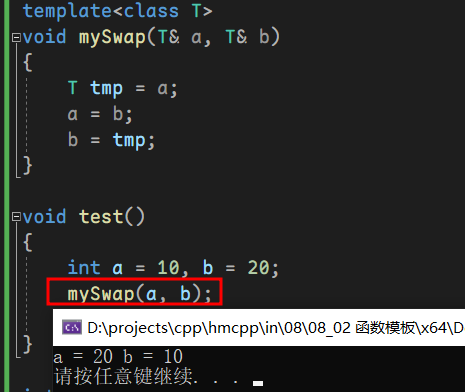 template<class T>
void mySwap(T& a, T& b)
{
T tmp = a;
a = b;
b = tmp;
}
void test()
{
int a = 10, b = 20;
mySwap(a, b);
D:\projects\cpp\hmcpp\in\08\08_02 函数模板\x64\D
}
a = 20 b = 10
请按任意键继续. . .